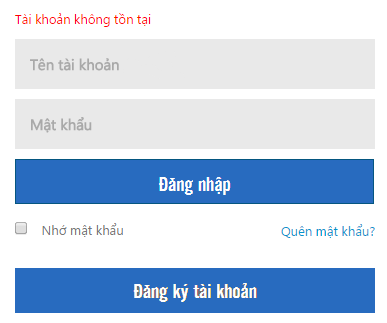 Tài khoản không tồn tại
Tên tài khoản
Mật khẩu
Đăng nhập
Nhớ mật khẩu
Quên mật khẩu?
Đăng ký tài khoản